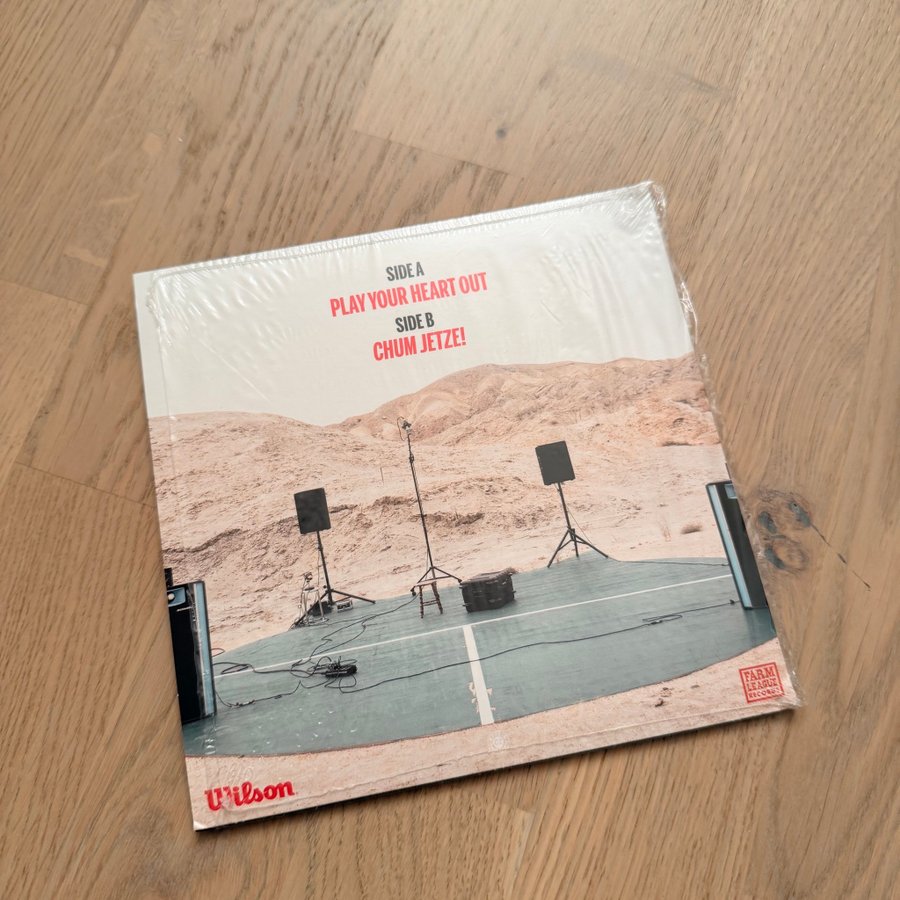 SIDE A
PLAY YOUR HEART OUT
SIDE B
CHUM JETZE!
FARM
LEAGUE
RECORDS
Wilson